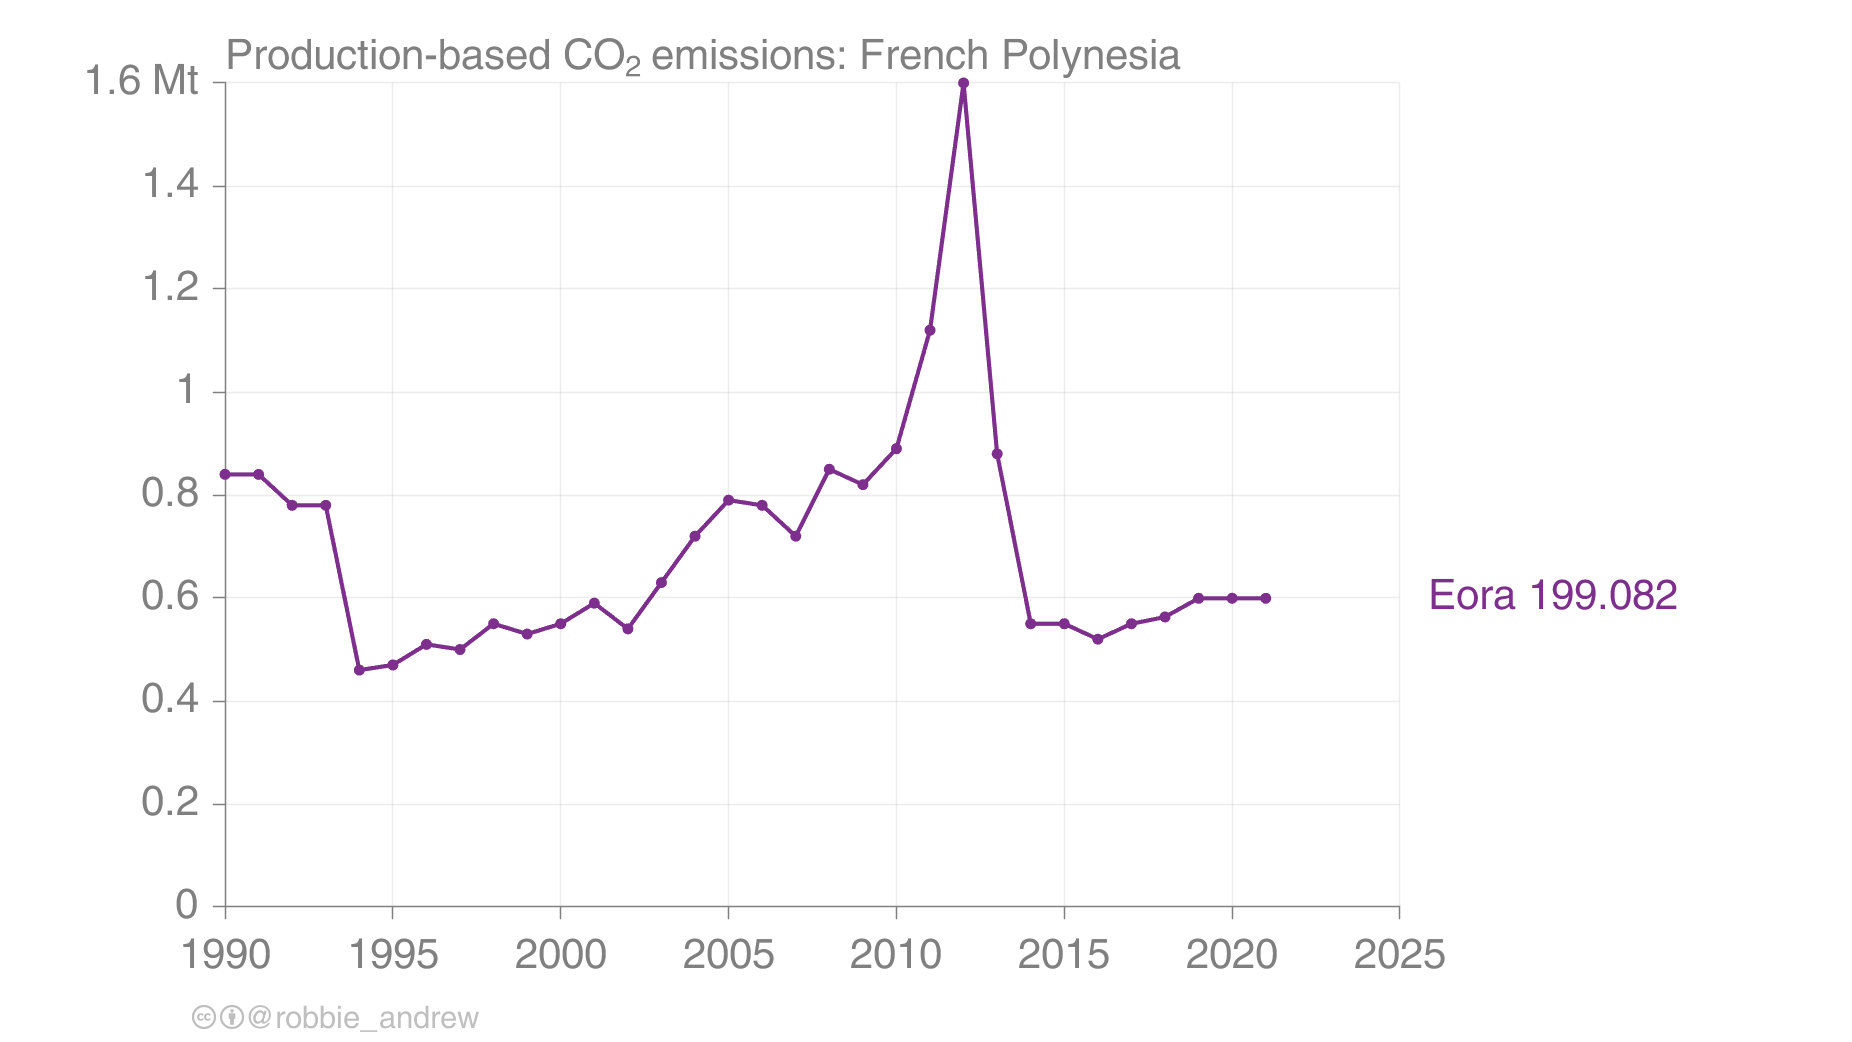 Production-based CO₂ emissions: French Polynesia
1.6 Mt
1.4
1.2
1
0.8
0.6
0.4
0.2
0
1990 1995 2000 2005 2010 2015 2020 2025
Eora 199.082
cc @robbie_andrew